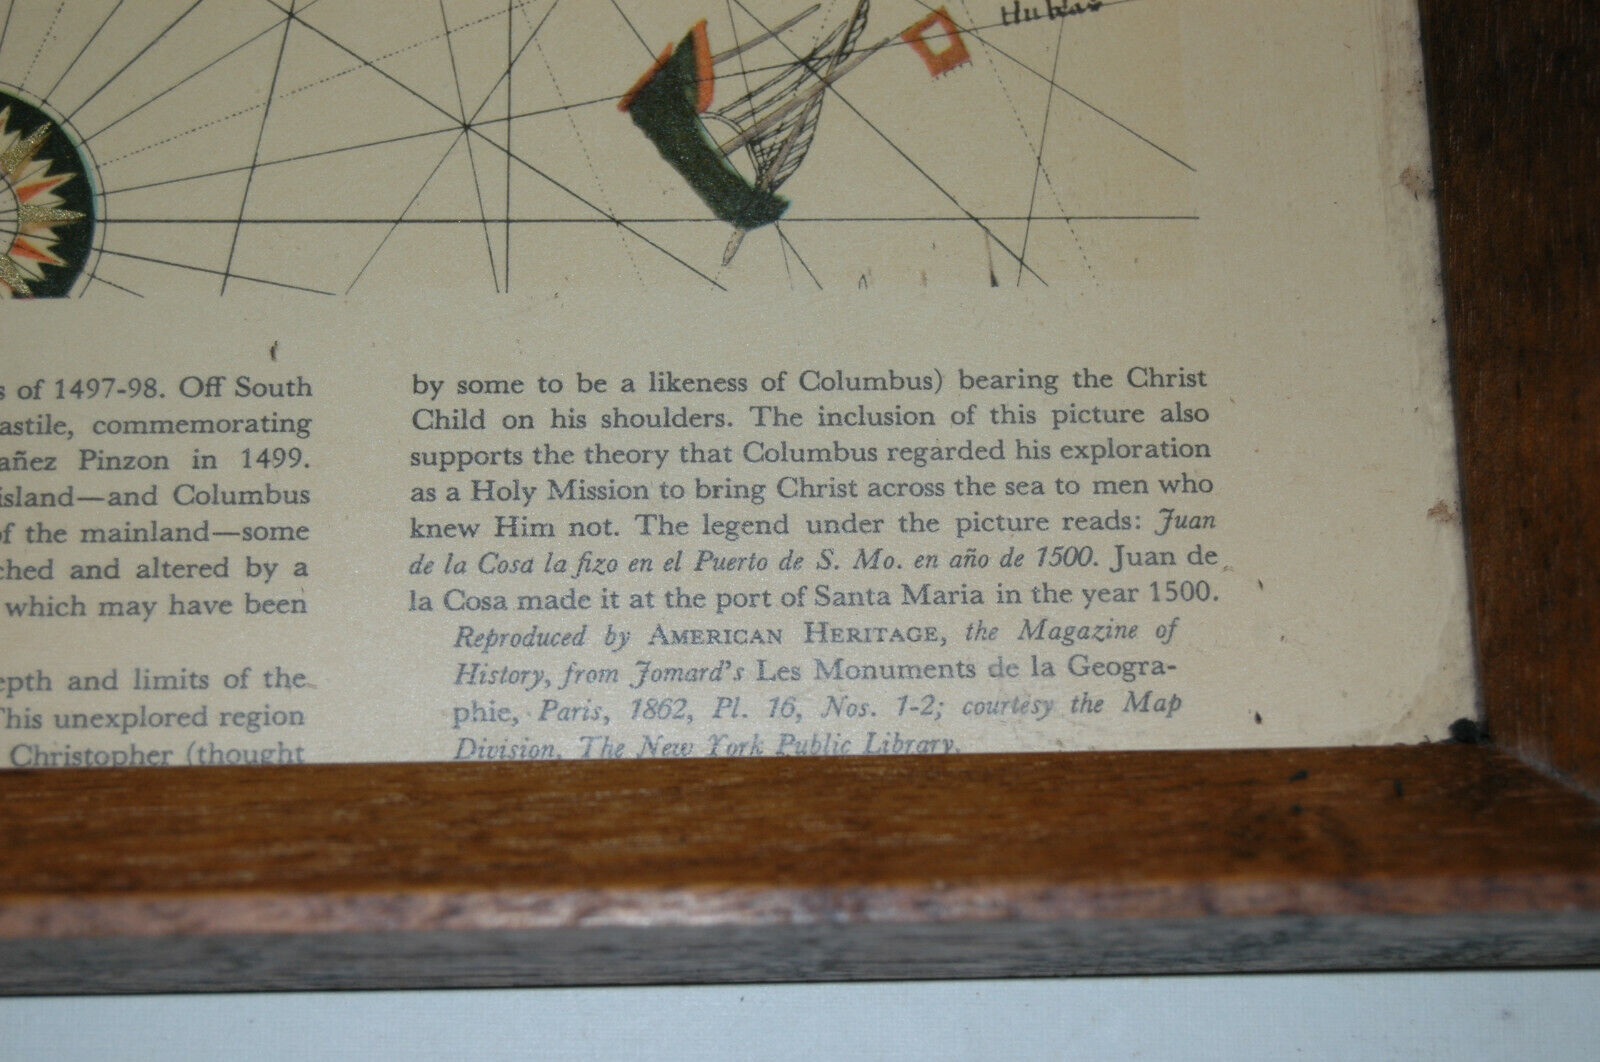 s of 1497-98. Off South
astile, commemorating
añez Pinzon in 1499.
island—and Columbus
of the mainland—some
ched and altered by a
which may have been
epth and limits of the
This unexplored region
Christopher (thought
by some to be a likeness of Columbus) bearing the Christ
Child on his shoulders. The inclusion of this picture also
supports the theory that Columbus regarded his exploration
as a Holy Mission to bring Christ across the sea to men who
knew Him not. The legend under the picture reads: Juan
de la Cosa la fizo en el Puerto de S. Mo. en año de 1500. Juan de
la Cosa made it at the port of Santa Maria in the year 1500.
Reproduced by AMERICAN HERITAGE, the Magazine of
History, from Jomard's Les Monuments de la Geogra-
phie, Paris, 1862, Pl. 16, Nos. 1-2; courtesy the Map
Division, The New York Public Library.